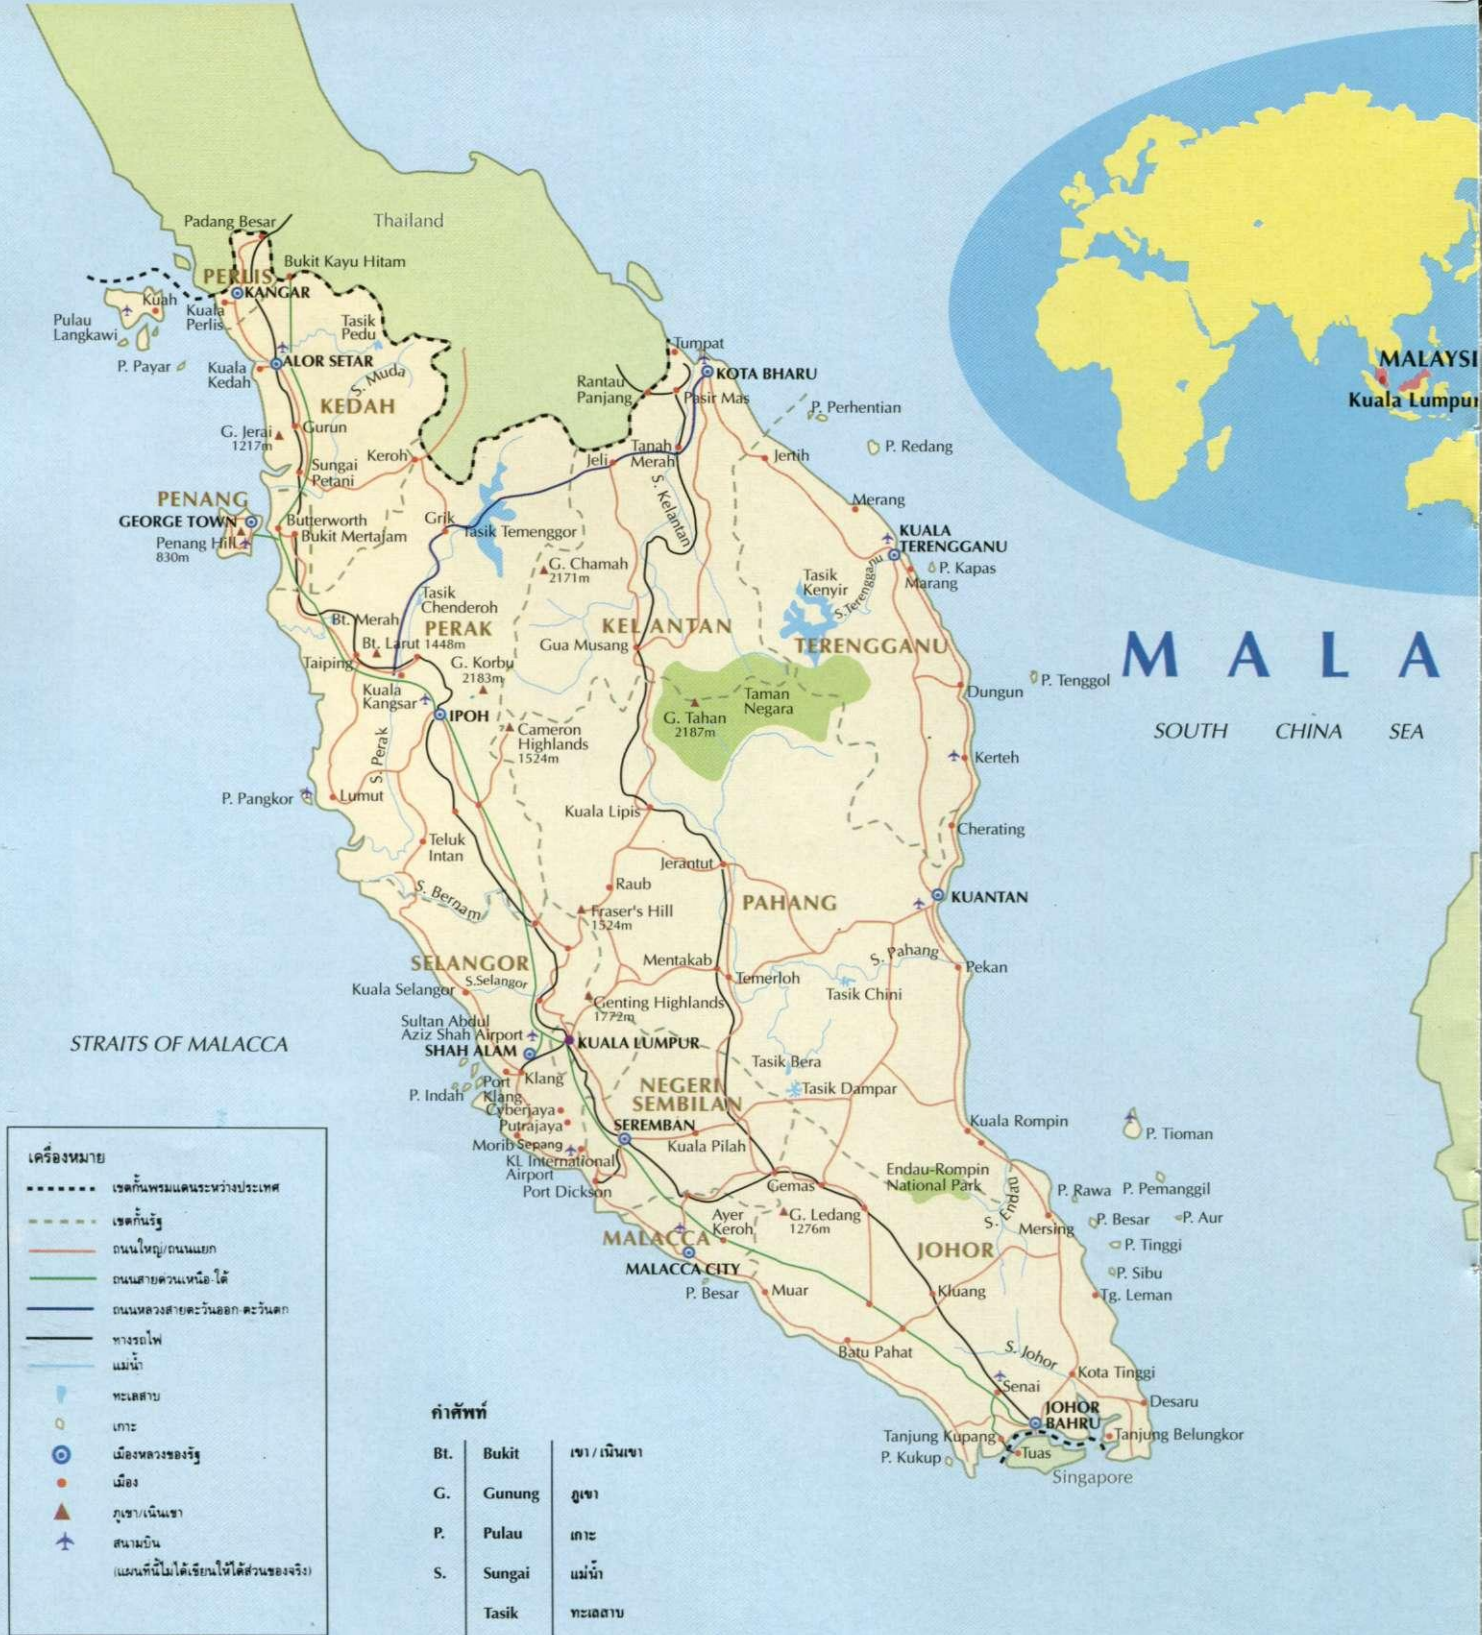 Padang Besar
Thailand
Bukit Kayu Hitam
PERLIS
KANGAR
Kuah
Kuala
Perlis
Pulau
Langkawi
Tasik
Pedu
P. Payar
Kuala
Kedah
ALOR SETAR
S. Muda
KEDAH
Tumpat
KOTA BHARU
Rantau
Panjang
Pasir Mas
P. Perhentian
P. Redang
G. Jerai
1217m
Gurun
Keroh
Sungai
Petani
Jeli
Tanah
Merah
Jertih
S. Kelantan
Merang
PENANG
GEORGE TOWN
Penang Hill
830m
Butterworth
Bukit Mertajam
Grik
Tasik Temenggor
G. Chamah
2171m
KUALA
TERENGGANU
P. Kapas
Marang
Tasik
Kenyir
S. Terengganu
Tasik
Chenderoh
Bt. Merah
PERAK
Bt. Larut 1448m
Taiping
KELANTAN
Gua Musang
TERENGGANU
G. Korbu
2183m
Kuala
Kangsar
IPOH
G. Tahan
2187m
Taman
Negara
Dungun
P. Tenggol
Cameron
Highlands
1524m
S. Perak
Kerteh
P. Pangkor
Lumut
Kuala Lipis
Cherating
Teluk
Intan
Jerantut
S. Bernam
Raub
PAHANG
KUANTAN
Fraser's Hill
1524m
SELANGOR
Mentakab
Temerloh
S. Pahang
Pekan
Kuala Selangor
S.Selangor
Genting Highlands
1772m
Tasik Chini
Sultan Abdul
Aziz Shah Airport
SHAH ALAM
KUALA LUMPUR
Tasik Bera
Tasik Dampar
Klang
Port
Klang
P. Indah
NEGERI
SEMBILAN
Cyberjaya
Putrajaya
SEREMBAN
Kuala Pilah
Kuala Rompin
P. Tioman
Morib
Sepang
KL International
Airport
Port Dickson
Gemas
Endau-Rompin
National Park
S. Endau
P. Rawa
P. Pemanggil
Mersing
P. Besar
P. Aur
P. Tinggi
P. Sibu
Tg. Leman
Ayer
Keroh
G. Ledang
1276m
MALACCA
MALACCA CITY
P. Besar
Muar
JOHOR
Kluang
Batu Pahat
S. Johor
Kota Tinggi
Senai
Desaru
JOHOR
BAHRU
Tanjung Kupang
Tanjung Belungkor
P. Kukup
Tuas
Singapore
STRAITS OF MALACCA
MALAYSI
Kuala Lumpur
MALA
SOUTH CHINA SEA
เครื่องหมาย
เขตกั้นพรมแดนระหว่างประเทศ
เขตกั้นรัฐ
ถนนใหญ่/ถนนแยก
ถนนสายด่วนเหนือ-ใต้
ถนนหลวงสายตะวันออก-ตะวันตก
ทางรถไฟ
แม่น้ำ
ทะเลสาบ
เกาะ
เมืองหลวงของรัฐ
เมือง
ภูเขา/เนินเขา
สนามบิน
(แผนที่นี้ไม่ได้เขียนให้ได้ส่วนของจริง)
คำศัพท์
Bt. Bukit เขา/เนินเขา
G. Gunung ภูเขา
P. Pulau เกาะ
S. Sungai แม่น้ำ
Tasik ทะเลสาบ